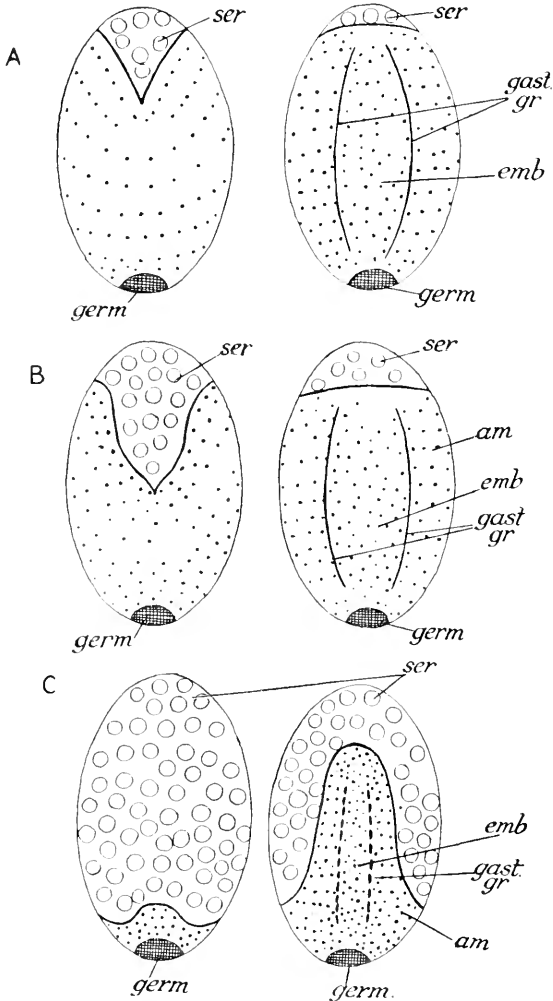 A
ser
ser
gast.
gr
emb
germ
germ
B
ser
ser
am
emb
gast
gr
germ
germ
C
ser
emb
gast.
gr
am
germ
germ.